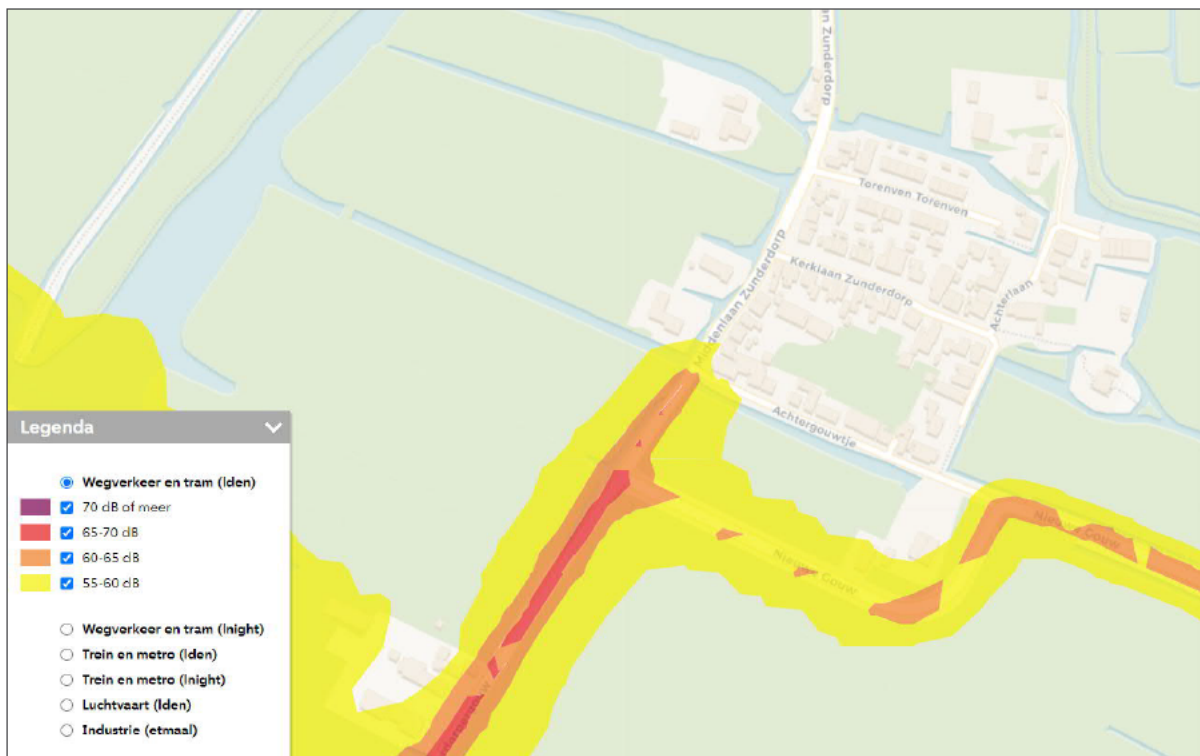 en Zunderdorp
Torenven Torenven
Middenlaan Zunderdorp
Kerklaan Zunderdorp
Achterlaan
Achtergouwtje
Nieuwe Gouw
Nieuwe Gouw
Legenda
Wegverkeer en tram (lden)
70 dB of meer
65-70 dB
60-65 dB
55-60 dB
Wegverkeer en tram (lnight)
Trein en metro (lden)
Trein en metro (lnight)
Luchtvaart (lden)
Industrie (etmaal)